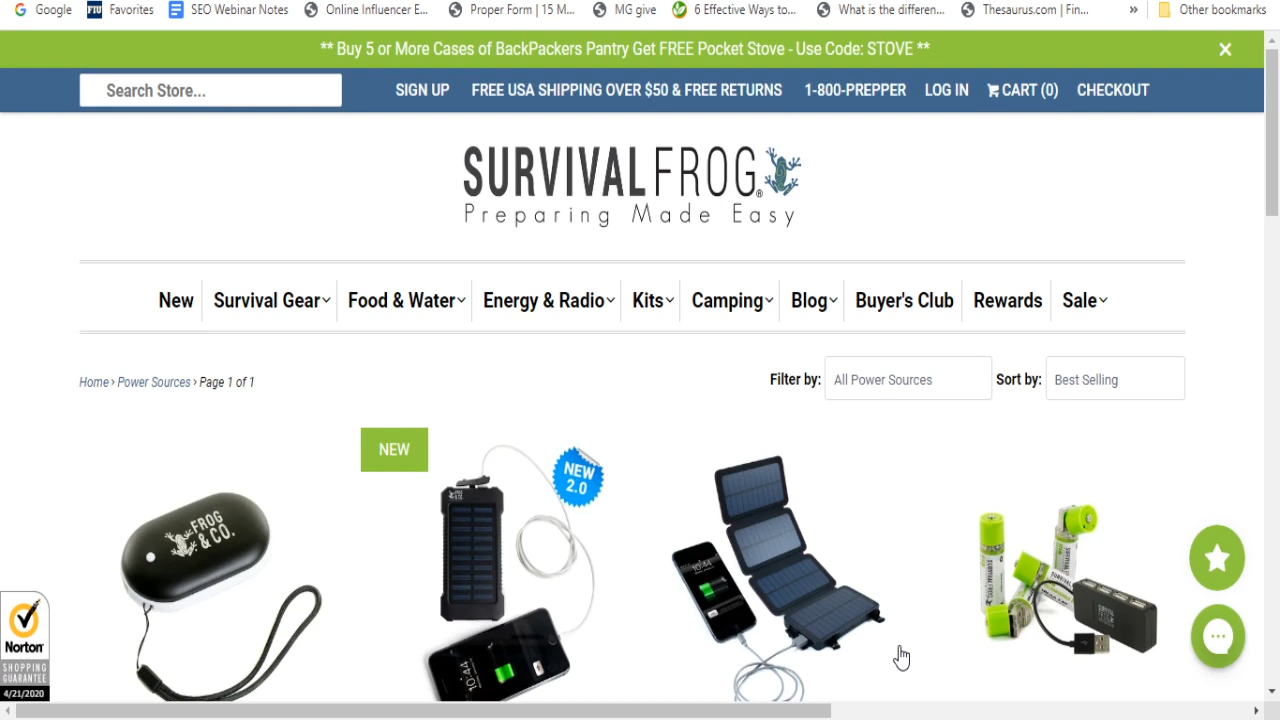 Google Favorites SEO Webinar Notes Online Influencer E... Proper Form | 15 M... MG give 6 Effective Ways to... What is the differen... Thesaurus.com | Fin... » Other bookmarks
** Buy 5 or More Cases of BackPackers Pantry Get FREE Pocket Stove - Use Code: STOVE **
Search Store... SIGN UP FREE USA SHIPPING OVER $50 & FREE RETURNS 1-800-PREPPER LOG IN CART (0) CHECKOUT
SURVIVAL FROG®
Preparing Made Easy
New Survival Gear Food & Water Energy & Radio Kits Camping Blog Buyer's Club Rewards Sale
Home › Power Sources › Page 1 of 1 Filter by: All Power Sources Sort by: Best Selling
NEW
NEW
2.0
FROG
& CO.
10:44
10:44
Norton
SHOPPING
GUARANTEE
4/21/2020